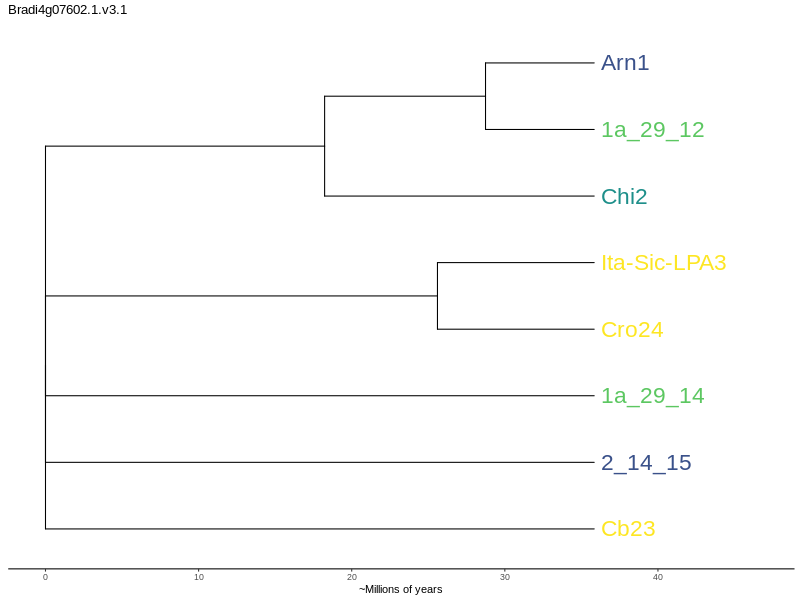 Bradi4g07602.1.v3.1
Arn1
1a_29_12
Chi2
Ita-Sic-LPA3
Cro24
1a_29_14
2_14_15
Cb23
0 10 20 30 40
~Millions of years